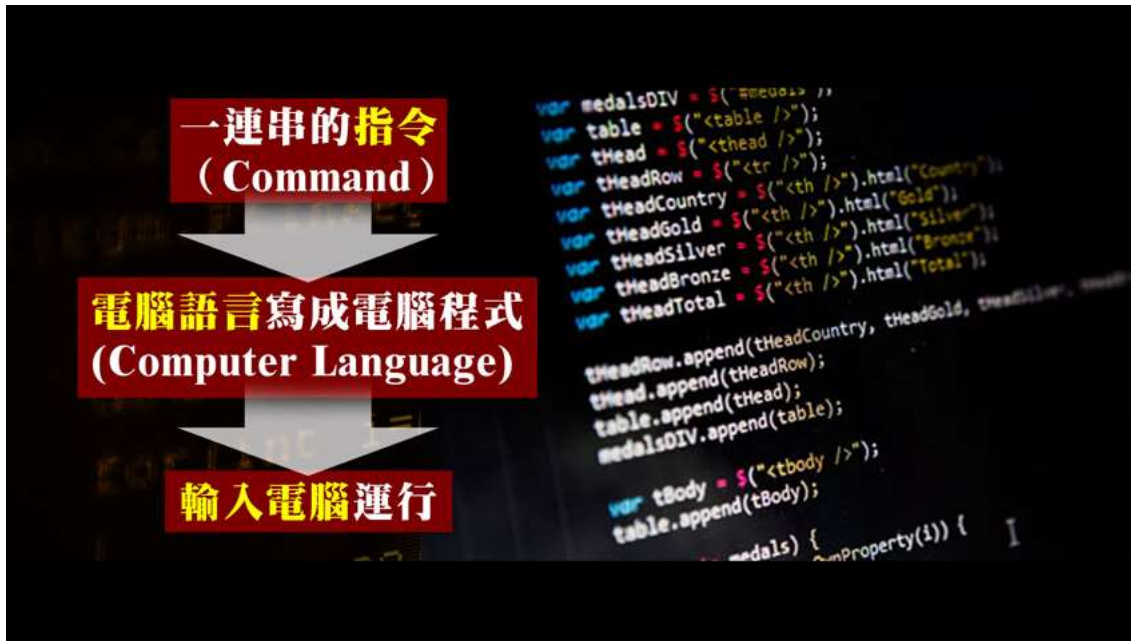 一連串的指令
（Command）
電腦語言寫成電腦程式
(Computer Language)
輸入電腦運行
var medalsDIV = $("#medals");
var table = $("<table />");
var tHead = $("<thead />");
var tHeadRow = $("<tr />");
var tHeadCountry = $("<th />").html("Country");
var tHeadGold = $("<th />").html("Gold");
var tHeadSilver = $("<th />").html("Silver");
var tHeadBronze = $("<th />").html("Bronze");
var tHeadTotal = $("<th />").html("Total");
tHeadRow.append(tHeadCountry, tHeadGold, tHeadSilver,
tHead.append(tHeadRow);
table.append(tHead);
medalsDIV.append(table);
var tBody = $("<tbody />");
table.append(tBody);
medals) {
Property(i)) {